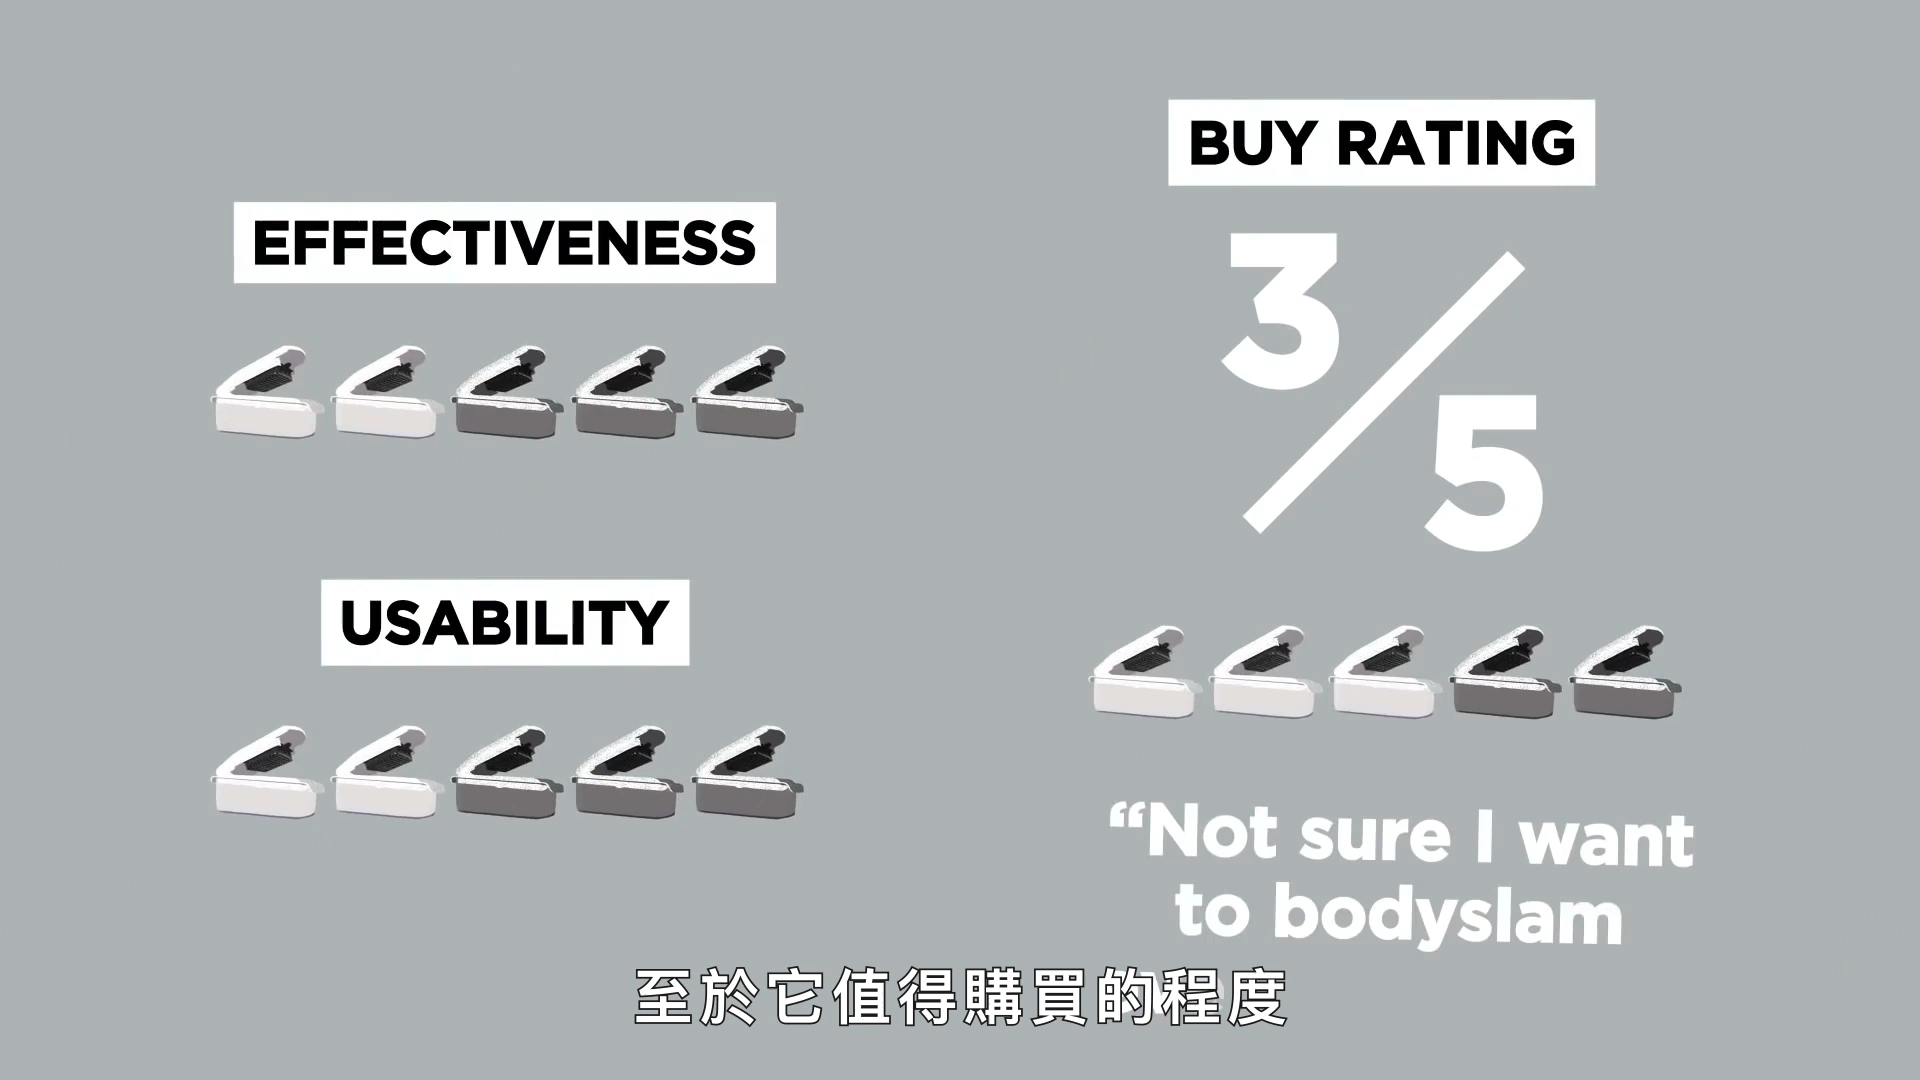 EFFECTIVENESS
USABILITY
BUY RATING
3/5
“Not sure I want
to bodyslam
至於它值得購買的程度